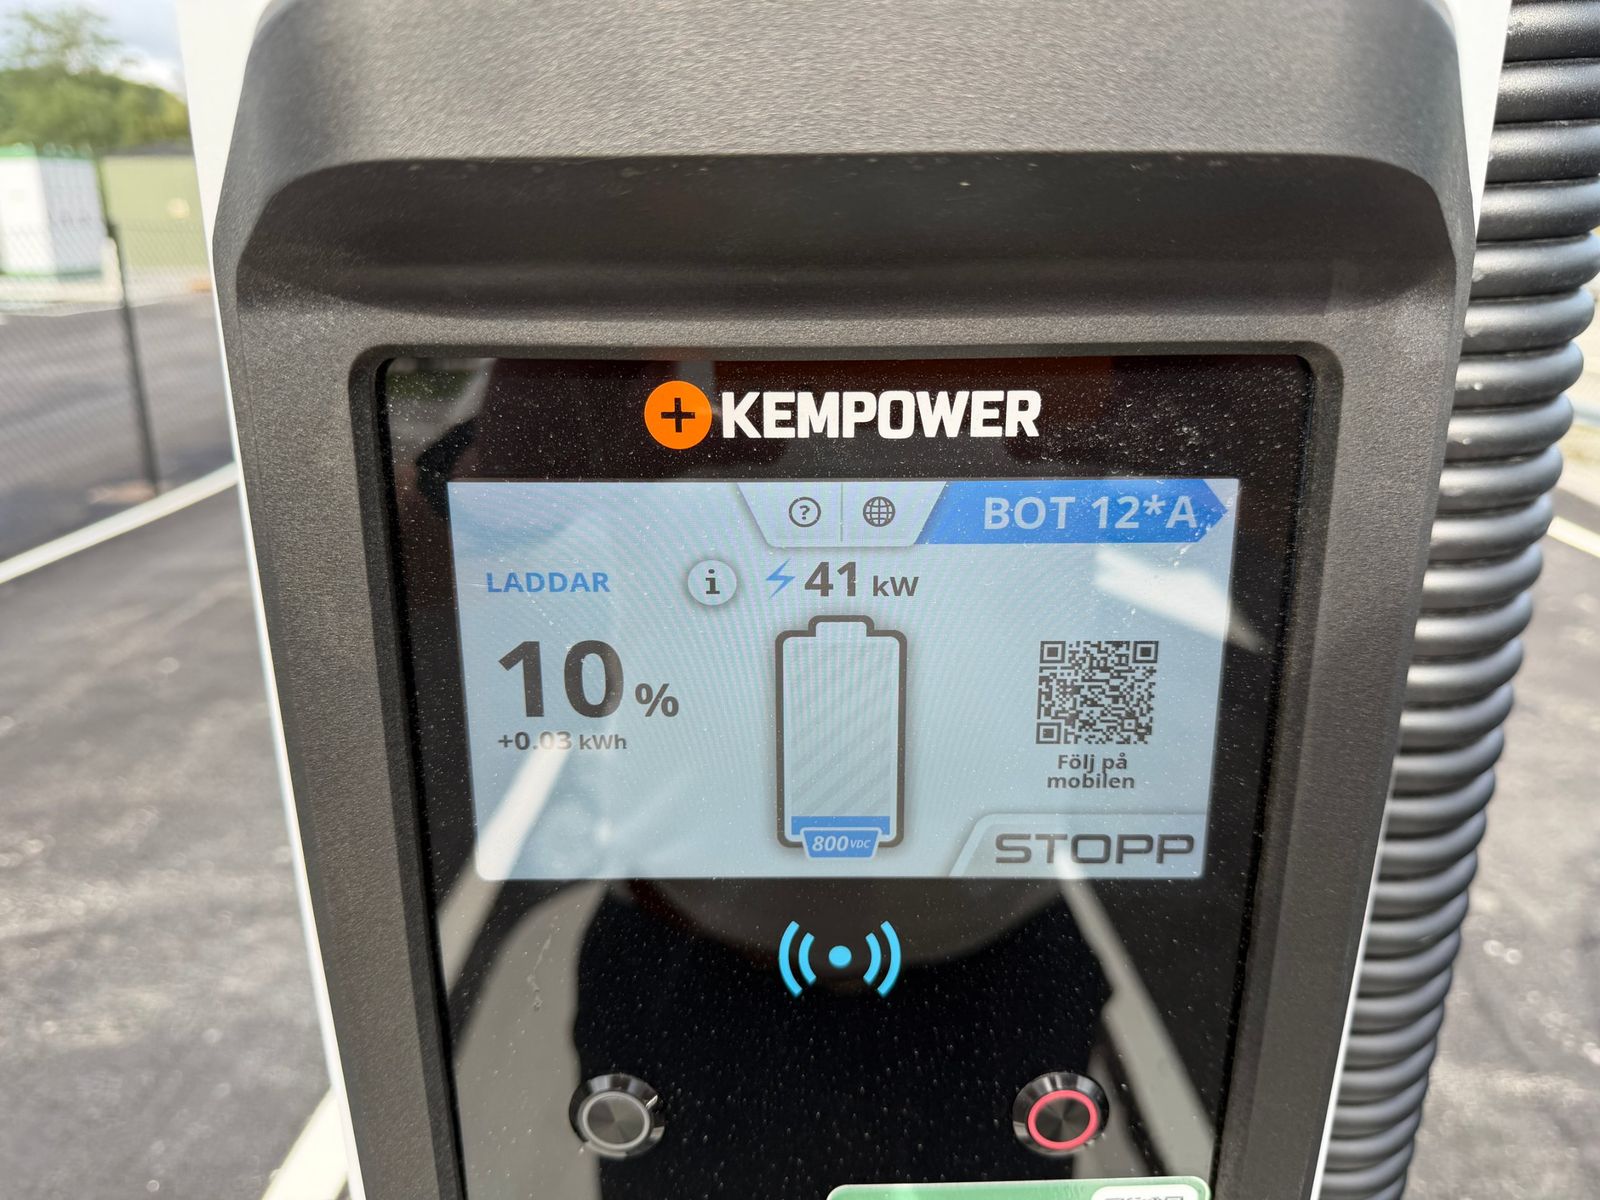 KEMPOWER
BOT 12*A
LADDAR
i
41 kW
10 %
+0.03 kWh
Följ på
mobilen
800 VDC
STOPP